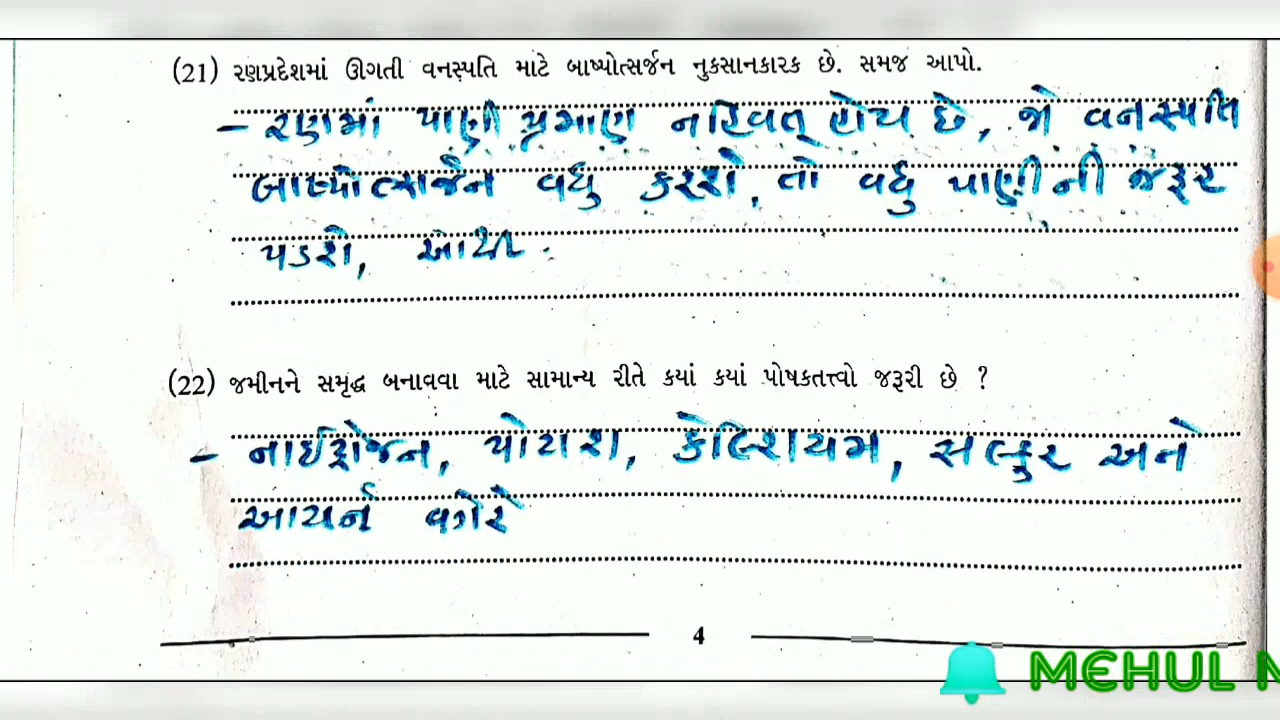 (21) રણપ્રદેશમાં ઊગતી વનસ્પતિ માટે બાષ્પોત્સર્જન નુકસાનકારક છે. સમજ આપો.
– રણમાં પાણી પ્રમાણ નહિવત્ હોય છે, જો વનસ્પતિ
બાષ્પોત્સર્જન વધુ કરશે, તો વધુ પાણીની જરૂર
પડશે, આથી.
(22) જમીનને સમૃદ્ધ બનાવવા માટે સામાન્ય રીતે કયાં કયાં પોષકતત્ત્વો જરૂરી છે ?
– નાઈટ્રોજન, પોટાશ, કેલ્શિયમ, સલ્ફર અને
આયર્ન વગેરે
4
MEHUL